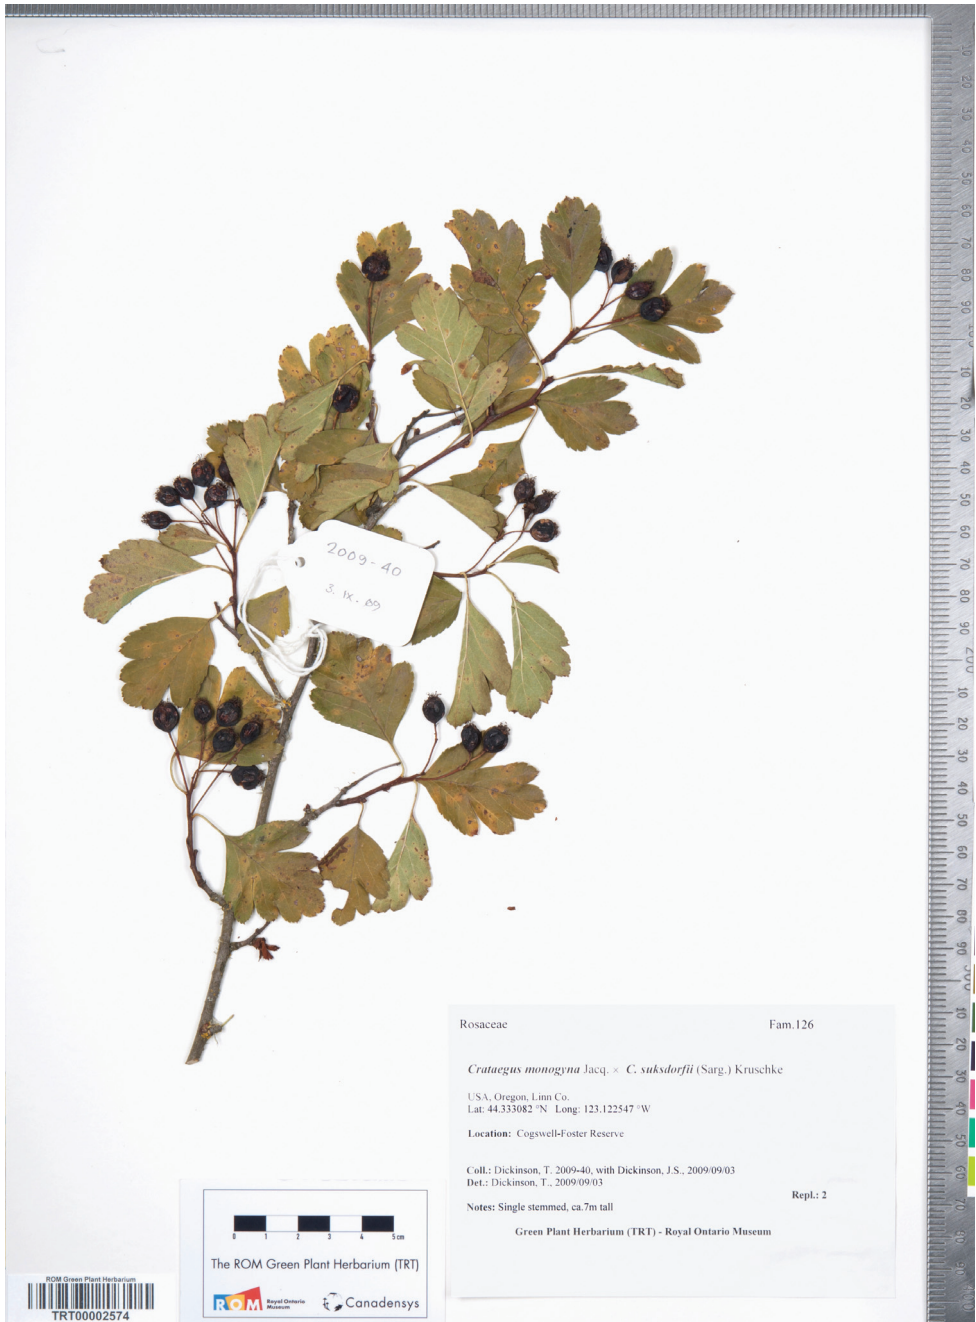 2009-40
3. IX. 09
Rosaceae Fam.126
Crataegus monogyna Jacq. × C. suksdorfii (Sarg.) Kruschke
USA, Oregon, Linn Co.
Lat: 44.333082 °N Long: 123.122547 °W
Location: Cogswell-Foster Reserve
Coll.: Dickinson, T. 2009-40, with Dickinson, J.S., 2009/09/03
Det.: Dickinson, T., 2009/09/03
Repl.: 2
Notes: Single stemmed, ca.7m tall
Green Plant Herbarium (TRT) - Royal Ontario Museum
0 1 2 3 4 5 cm
The ROM Green Plant Herbarium (TRT)
ROM Royal Ontario Museum Canadensys
ROM Green Plant Herbarium
TRT00002574